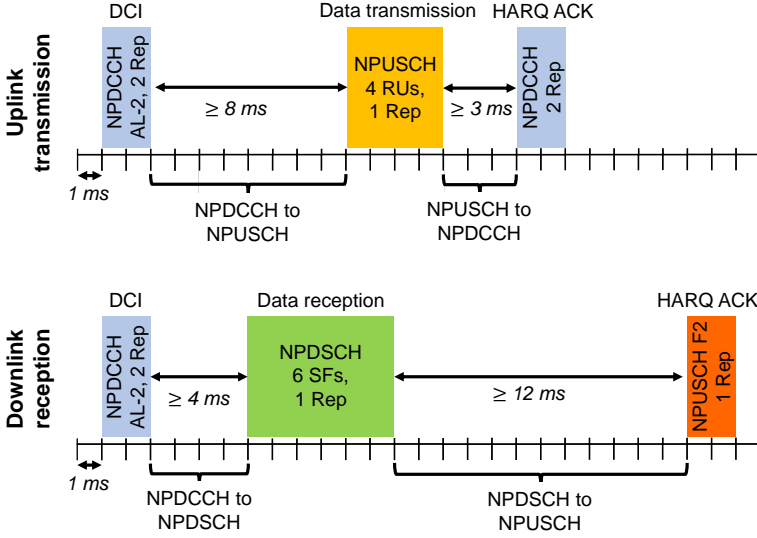 DCI
Data transmission
HARQ ACK
Uplink
transmission
NPDCCH
AL-2, 2 Rep
≥ 8 ms
NPUSCH
4 RUs,
1 Rep
≥ 3 ms
NPDCCH
2 Rep
1 ms
NPDCCH to
NPUSCH
NPUSCH to
NPDCCH
DCI
Data reception
HARQ ACK
Downlink
reception
NPDCCH
AL-2, 2 Rep
≥ 4 ms
NPDSCH
6 SFs,
1 Rep
≥ 12 ms
NPUSCH F2
1 Rep
1 ms
NPDCCH to
NPDSCH
NPDSCH to
NPUSCH